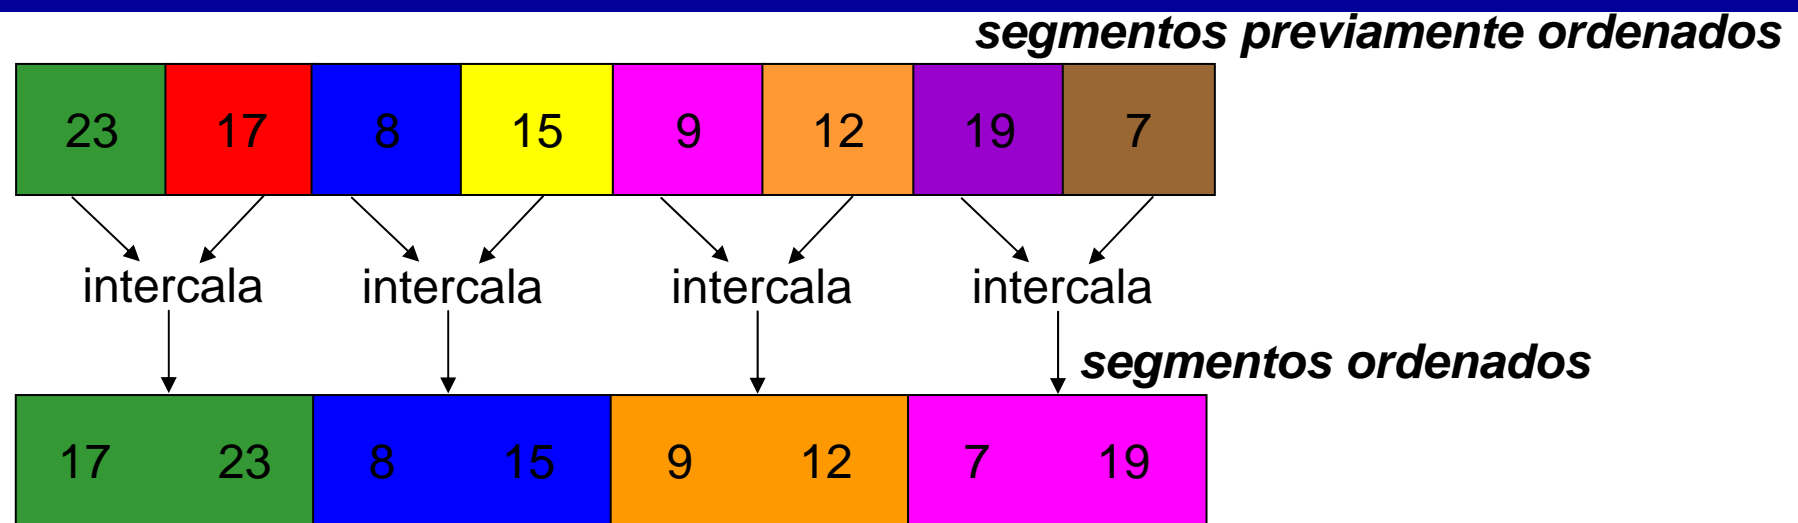 segmentos previamente ordenados
23 17 8 15 9 12 19 7
intercala intercala intercala intercala
segmentos ordenados
17 23 8 15 9 12 7 19